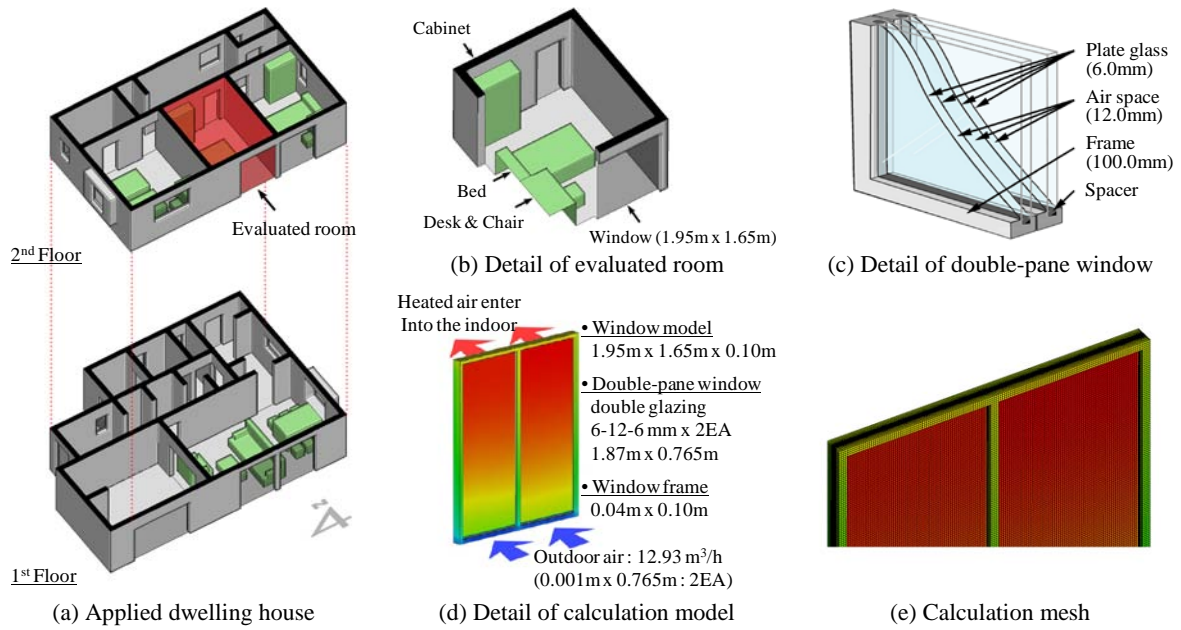 Evaluated room
2nd Floor
1st Floor
(a) Applied dwelling house
Cabinet
Bed
Desk & Chair
Window (1.95m x 1.65m)
(b) Detail of evaluated room
Plate glass
(6.0mm)
Air space
(12.0mm)
Frame
(100.0mm)
Spacer
(c) Detail of double-pane window
Heated air enter
Into the indoor
• Window model
1.95m x 1.65m x 0.10m
• Double-pane window
double glazing
6-12-6 mm x 2EA
1.87m x 0.765m
• Window frame
0.04m x 0.10m
Outdoor air : 12.93 m³/h
(0.001m x 0.765m : 2EA)
(d) Detail of calculation model
(e) Calculation mesh